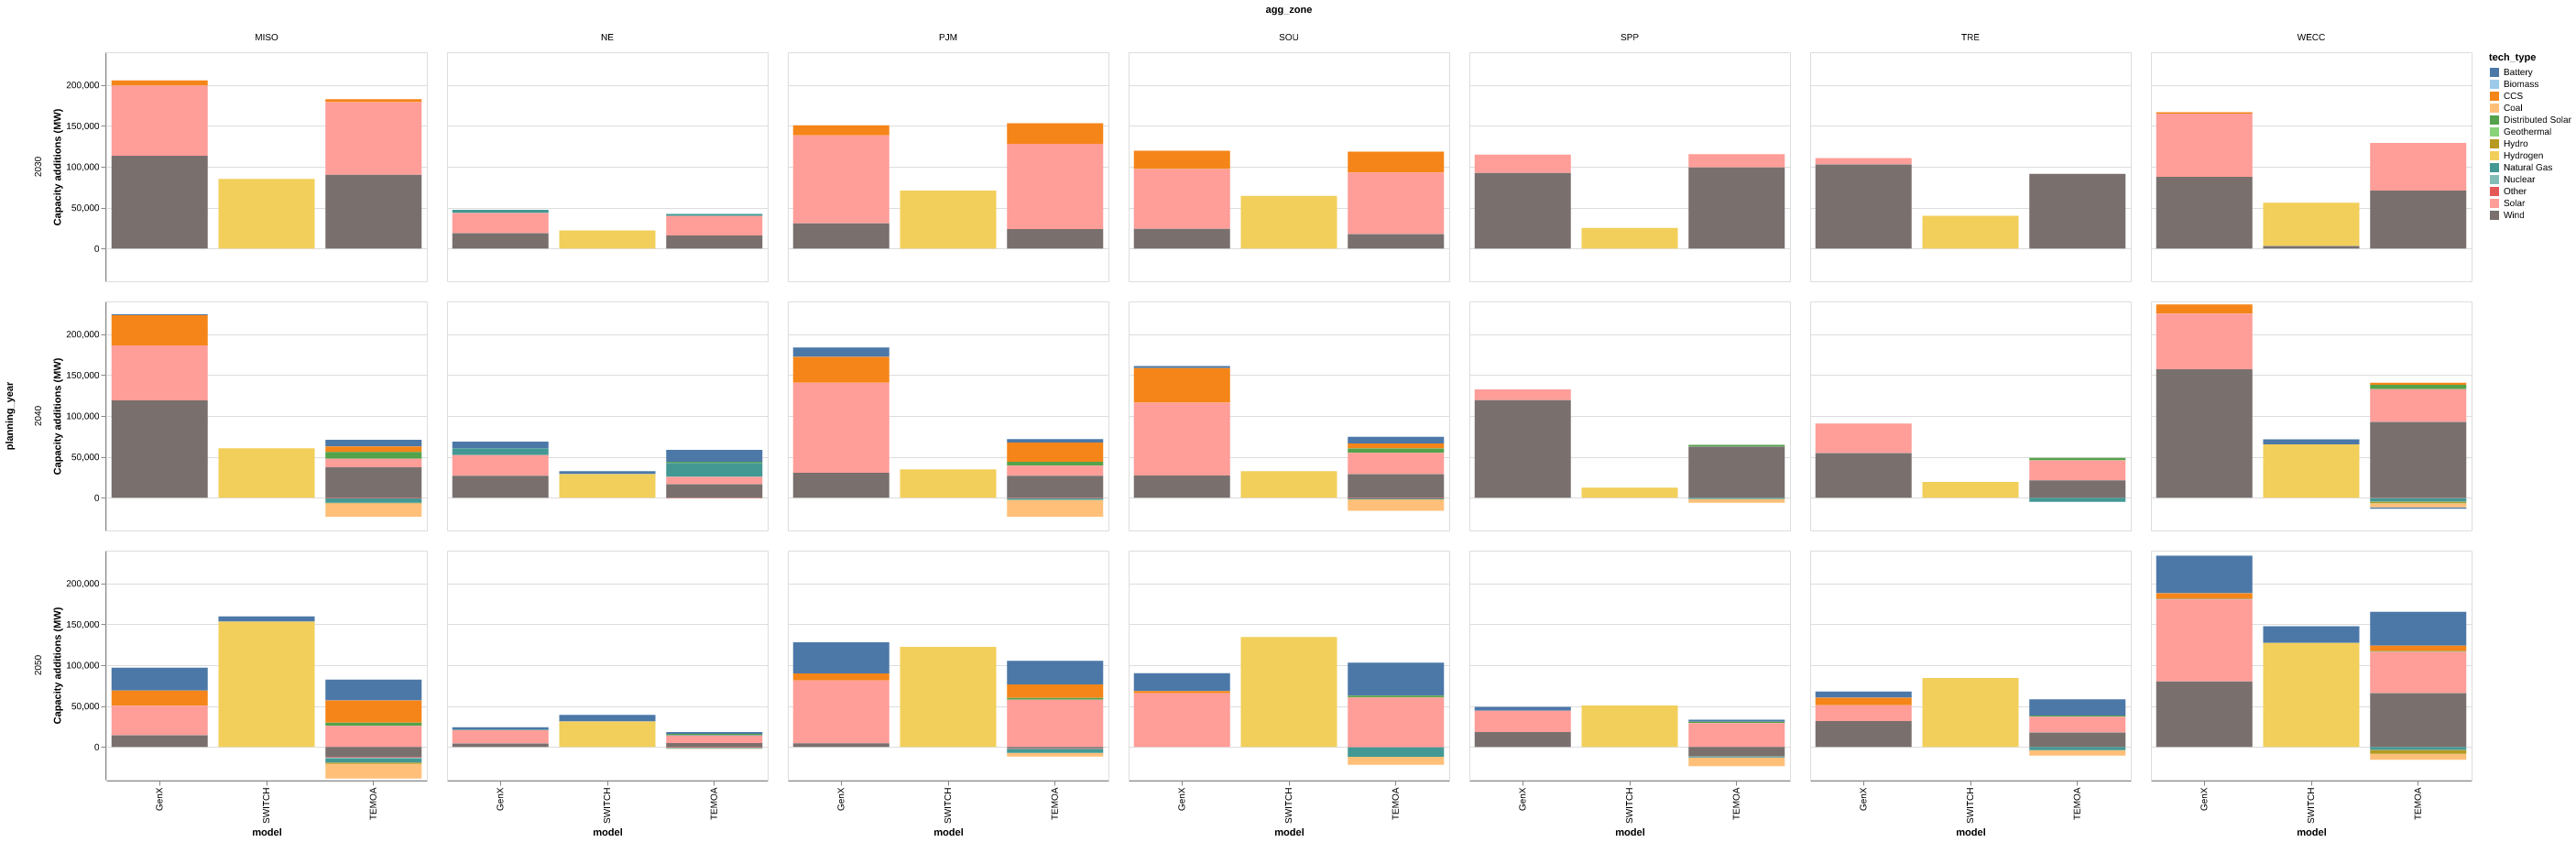 agg_zone
MISO NE PJM SOU SPP TRE WECC
planning_year
2030
Capacity additions (MW)
200,000
150,000
100,000
50,000
0
2040
Capacity additions (MW)
200,000
150,000
100,000
50,000
0
2050
Capacity additions (MW)
200,000
150,000
100,000
50,000
0
GenX SWITCH TEMOA GenX SWITCH TEMOA GenX SWITCH TEMOA GenX SWITCH TEMOA GenX SWITCH TEMOA GenX SWITCH TEMOA GenX SWITCH TEMOA
model model model model model model model
tech_type
Battery
Biomass
CCS
Coal
Distributed Solar
Geothermal
Hydro
Hydrogen
Natural Gas
Nuclear
Other
Solar
Wind